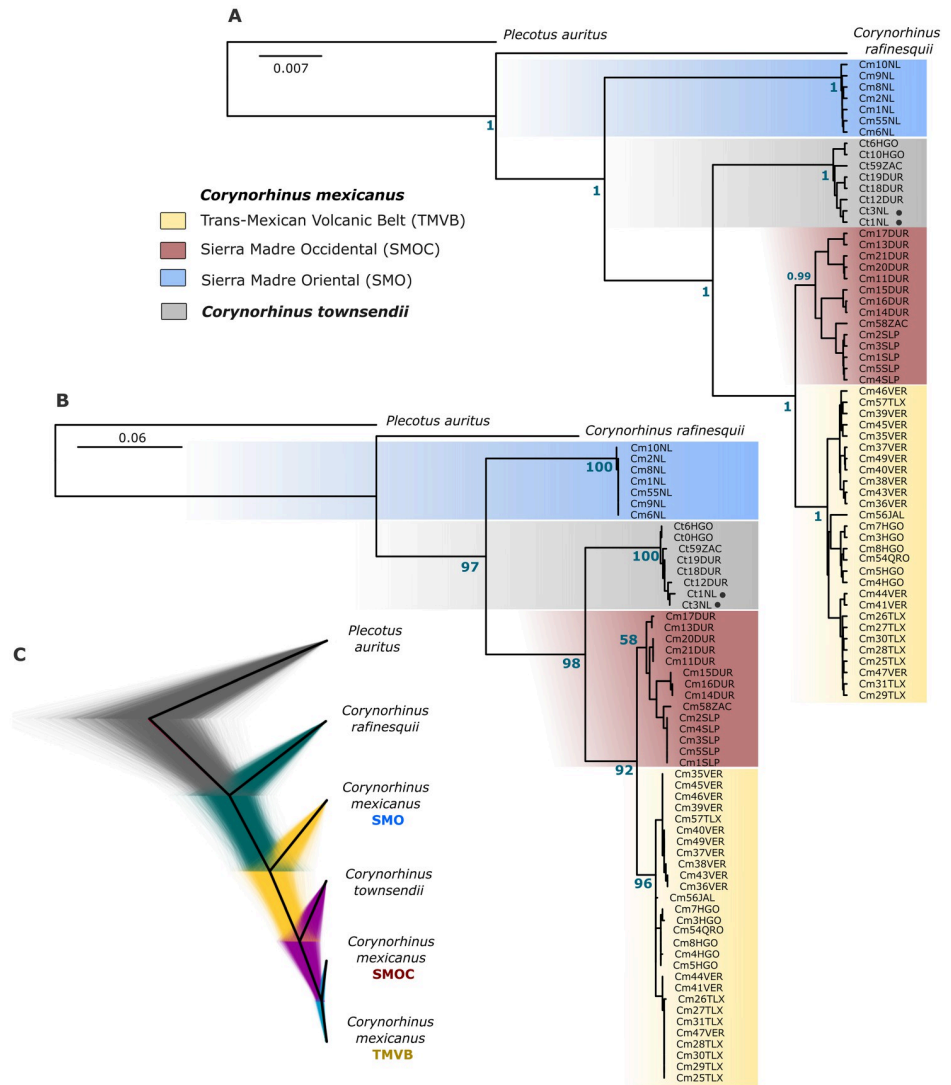 A
Plecotus auritus
Corynorhinus
rafinesquii
0.007
Cm10NL
Cm9NL
Cm8NL
Cm2NL
Cm1NL
Cm55NL
Cm6NL
1
1
Ct6HGO
Ct10HGO
Ct59ZAC
Ct19DUR
Ct18DUR
Ct12DUR
Ct3NL
Ct1NL
1
1
Corynorhinus mexicanus
Trans-Mexican Volcanic Belt (TMVB)
Sierra Madre Occidental (SMOC)
Sierra Madre Oriental (SMO)
Corynorhinus townsendii
Cm17DUR
Cm13DUR
Cm21DUR
Cm20DUR
Cm11DUR
Cm15DUR
Cm16DUR
Cm14DUR
Cm58ZAC
Cm2SLP
Cm3SLP
Cm1SLP
Cm5SLP
Cm4SLP
0.99
1
1
Cm46VER
Cm57TLX
Cm39VER
Cm45VER
Cm35VER
Cm37VER
Cm49VER
Cm40VER
Cm38VER
Cm43VER
Cm36VER
Cm56JAL
Cm7HGO
Cm3HGO
Cm8HGO
Cm54QRO
Cm5HGO
Cm4HGO
Cm44VER
Cm41VER
Cm26TLX
Cm27TLX
Cm30TLX
Cm28TLX
Cm25TLX
Cm47VER
Cm31TLX
Cm29TLX
1
B
Plecotus auritus
0.06
Corynorhinus rafinesquii
Cm10NL
Cm2NL
Cm8NL
Cm1NL
Cm55NL
Cm9NL
Cm6NL
100
97
Ct6HGO
Ct0HGO
Ct59ZAC
Ct19DUR
Ct18DUR
Ct12DUR
Ct1NL
Ct3NL
100
98
Cm17DUR
Cm13DUR
Cm20DUR
Cm21DUR
Cm11DUR
Cm15DUR
Cm16DUR
Cm14DUR
Cm58ZAC
Cm2SLP
Cm4SLP
Cm3SLP
Cm5SLP
Cm1SLP
58
92
Cm35VER
Cm45VER
Cm46VER
Cm39VER
Cm57TLX
Cm40VER
Cm49VER
Cm37VER
Cm38VER
Cm43VER
Cm36VER
Cm56JAL
Cm7HGO
Cm3HGO
Cm54QRO
Cm8HGO
Cm4HGO
Cm5HGO
Cm44VER
Cm41VER
Cm26TLX
Cm27TLX
Cm31TLX
Cm47VER
Cm28TLX
Cm30TLX
Cm29TLX
Cm25TLX
96
C
Plecotus
auritus
Corynorhinus
rafinesquii
Corynorhinus
mexicanus
SMO
Corynorhinus
townsendii
Corynorhinus
mexicanus
SMOC
Corynorhinus
mexicanus
TMVB